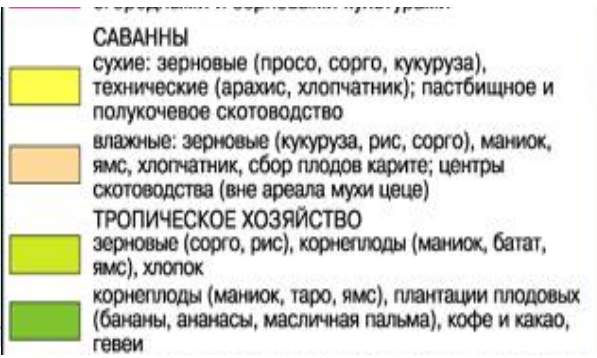 САВАННЫ
сухие: зерновые (просо, сорго, кукуруза),
технические (арахис, хлопчатник); пастбищное и
полукочевое скотоводство
влажные: зерновые (кукуруза, рис, сорго), маниок,
ямс, хлопчатник, сбор плодов карите; центры
скотоводства (вне ареала мухи цеце)
ТРОПИЧЕСКОЕ ХОЗЯЙСТВО
зерновые (сорго, рис), корнеплоды (маниок, батат,
ямс), хлопок
корнеплоды (маниок, таро, ямс), плантации плодовых
(бананы, ананасы, масличная пальма), кофе и какао,
гевеи